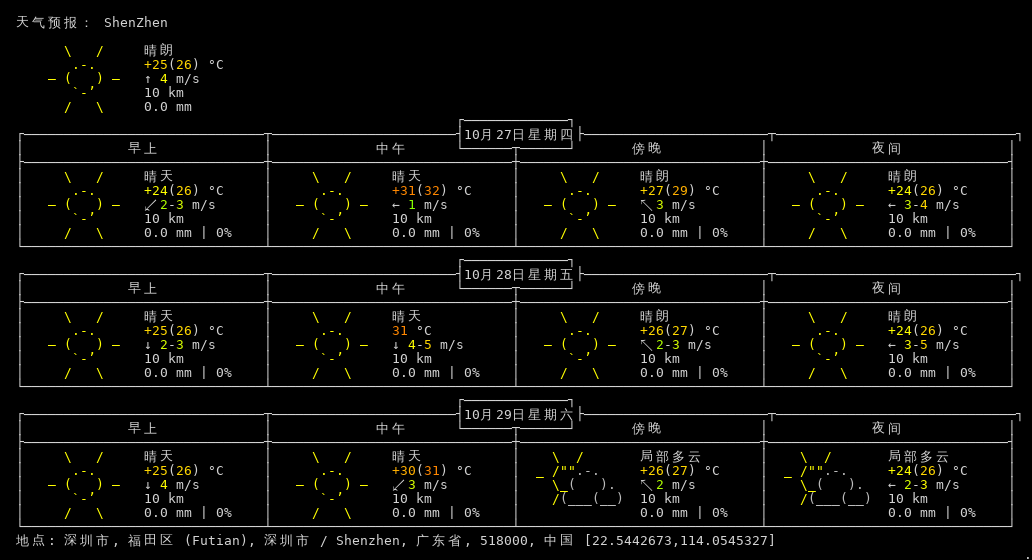 天气预报： ShenZhen
晴朗
+25(26) °C
↑ 4 m/s
10 km
0.0 mm
10月27日星期四
早上 中午 傍晚 夜间
晴天 晴天 晴朗 晴朗
+24(26) °C +31(32) °C +27(29) °C +24(26) °C
↙ 2-3 m/s ← 1 m/s ↖ 3 m/s ← 3-4 m/s
10 km 10 km 10 km 10 km
0.0 mm | 0% 0.0 mm | 0% 0.0 mm | 0% 0.0 mm | 0%
10月28日星期五
早上 中午 傍晚 夜间
晴天 晴天 晴朗 晴朗
+25(26) °C 31 °C +26(27) °C +24(26) °C
↓ 2-3 m/s ↓ 4-5 m/s ↖ 2-3 m/s ← 3-5 m/s
10 km 10 km 10 km 10 km
0.0 mm | 0% 0.0 mm | 0% 0.0 mm | 0% 0.0 mm | 0%
10月29日星期六
早上 中午 傍晚 夜间
晴天 晴天 局部多云 局部多云
+25(26) °C +30(31) °C +26(27) °C +24(26) °C
↓ 4 m/s ↙ 3 m/s ↖ 2 m/s ← 2-3 m/s
10 km 10 km 10 km 10 km
0.0 mm | 0% 0.0 mm | 0% 0.0 mm | 0% 0.0 mm | 0%
地点: 深圳市, 福田区 (Futian), 深圳市 / Shenzhen, 广东省, 518000, 中国 [22.5442673,114.0545327]